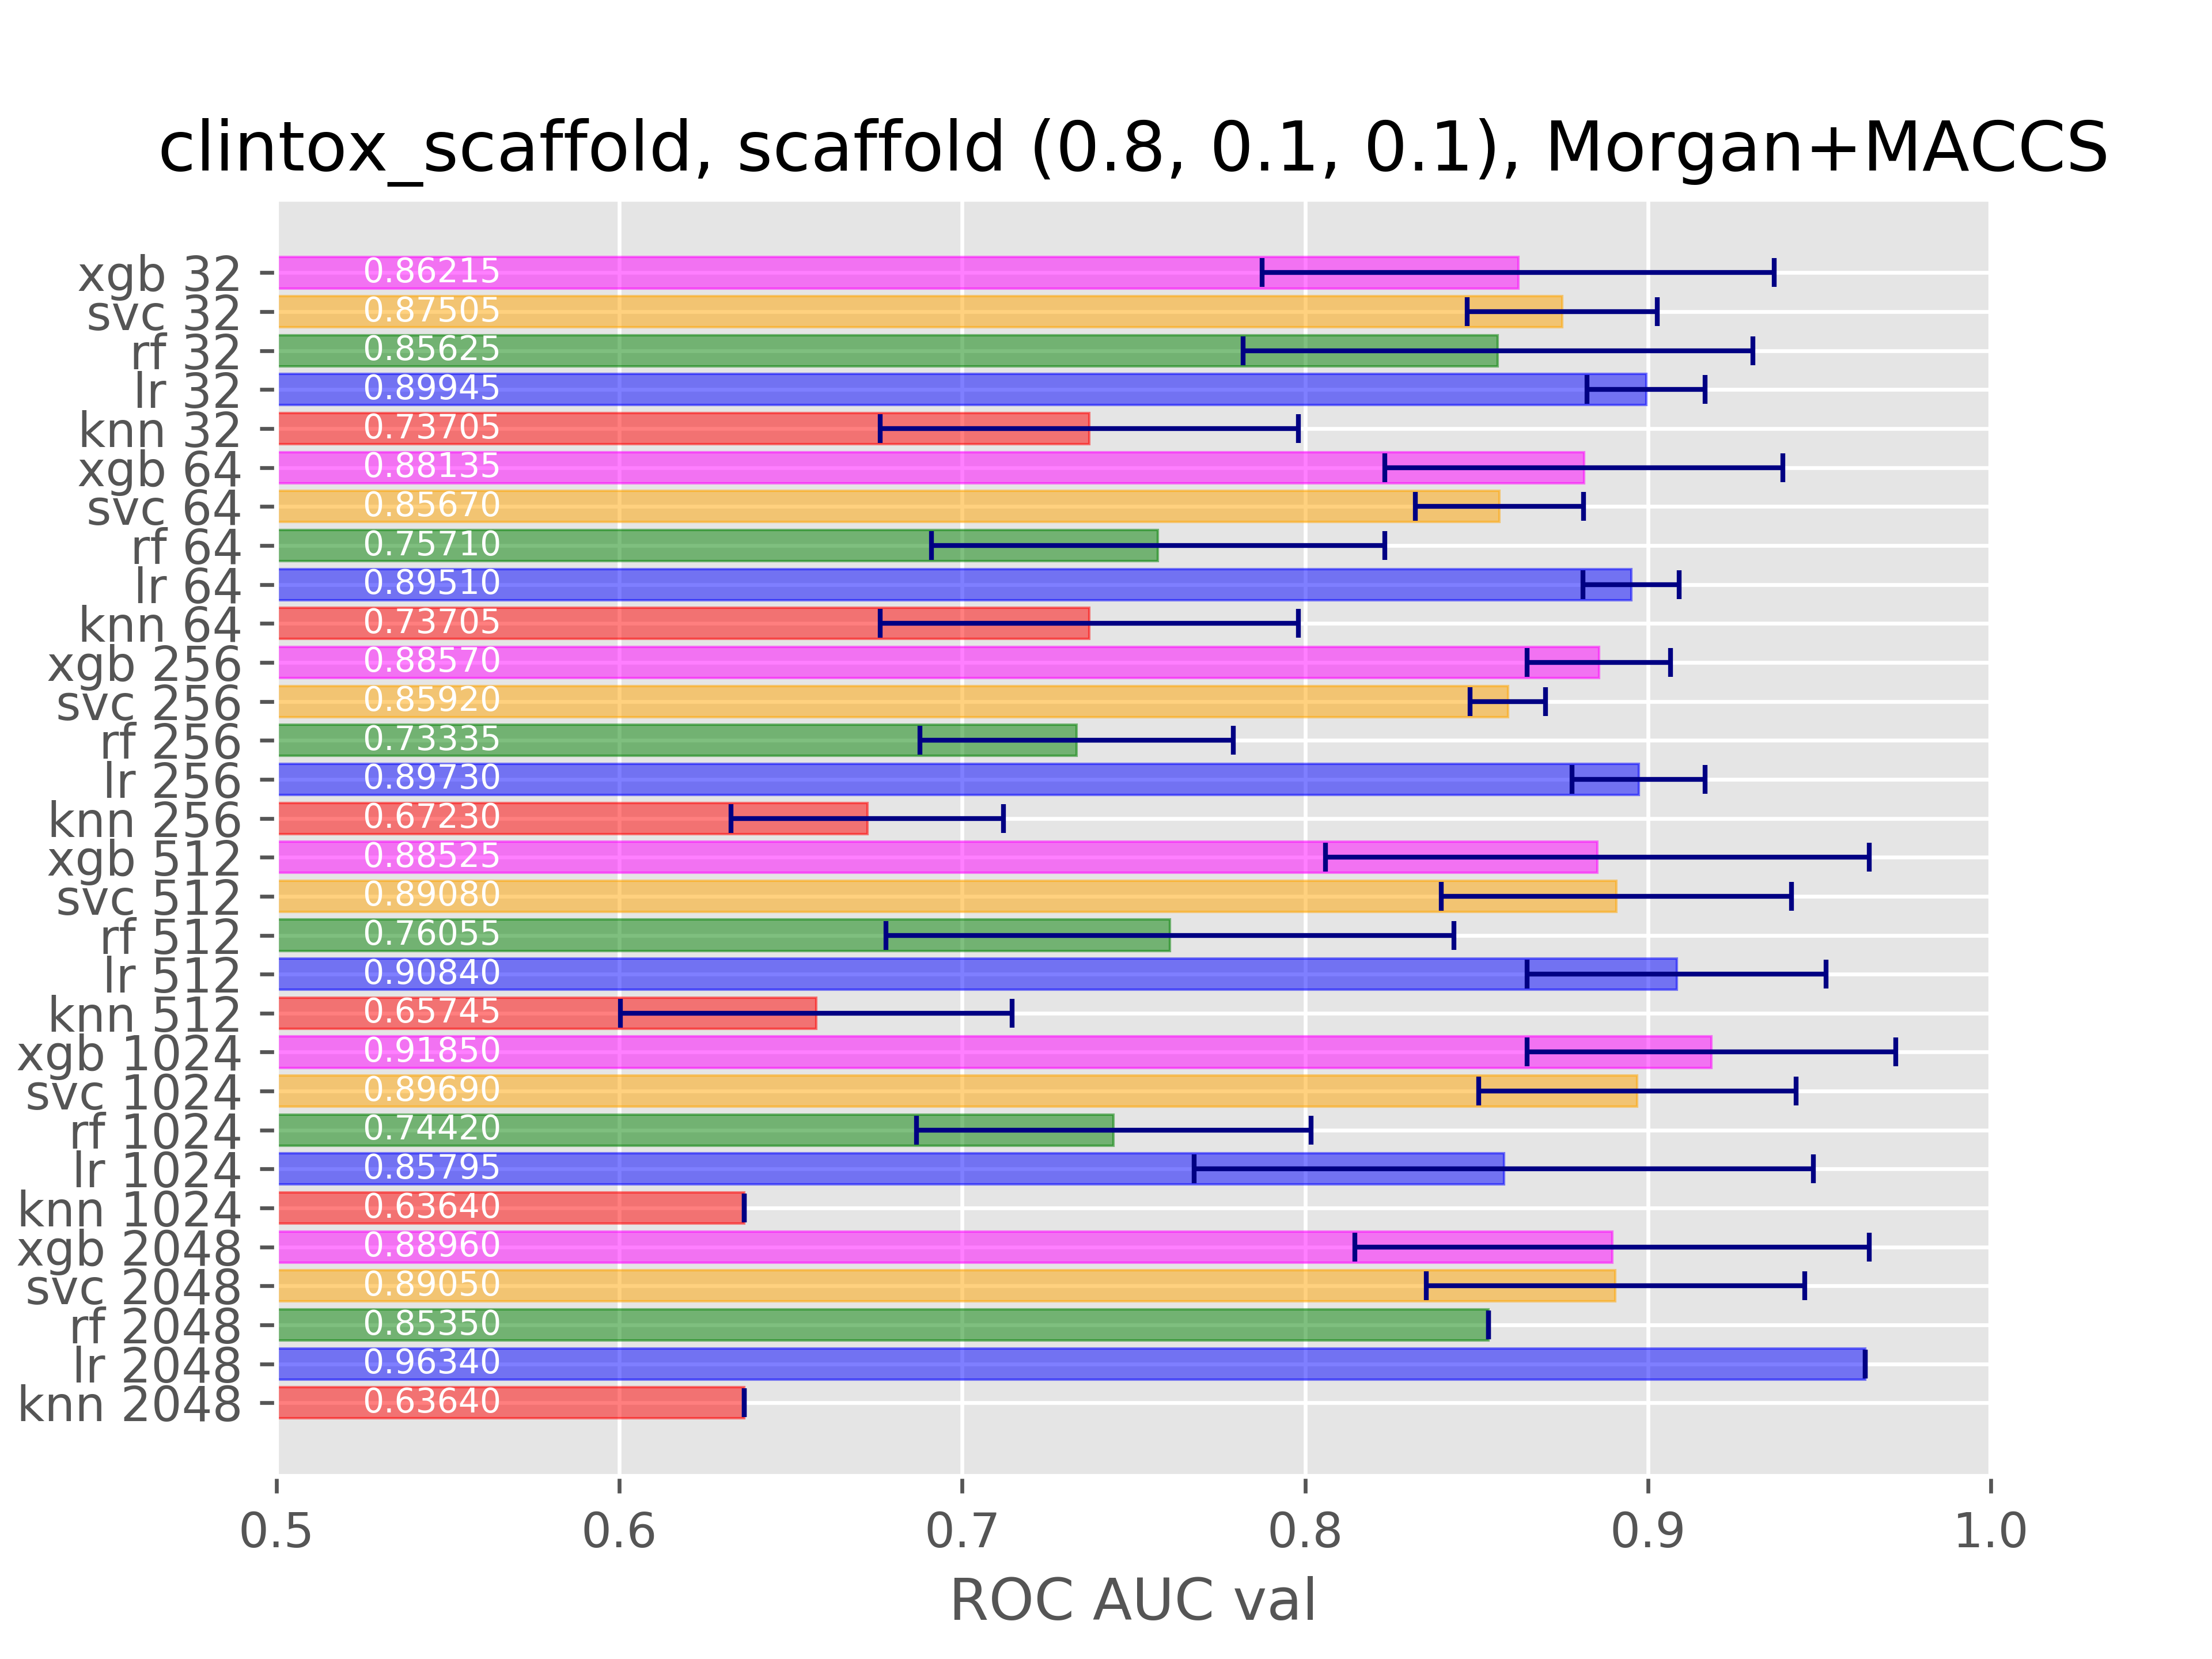 clintox_scaffold, scaffold (0.8, 0.1, 0.1), Morgan+MACCS
xgb 32 0.86215
svc 32 0.87505
rf 32 0.85625
lr 32 0.89945
knn 32 0.73705
xgb 64 0.88135
svc 64 0.85670
rf 64 0.75710
lr 64 0.89510
knn 64 0.73705
xgb 256 0.88570
svc 256 0.85920
rf 256 0.73335
lr 256 0.89730
knn 256 0.67230
xgb 512 0.88525
svc 512 0.89080
rf 512 0.76055
lr 512 0.90840
knn 512 0.65745
xgb 1024 0.91850
svc 1024 0.89690
rf 1024 0.74420
lr 1024 0.85795
knn 1024 0.63640
xgb 2048 0.88960
svc 2048 0.89050
rf 2048 0.85350
lr 2048 0.96340
knn 2048 0.63640
0.5 0.6 0.7 0.8 0.9 1.0
ROC AUC val